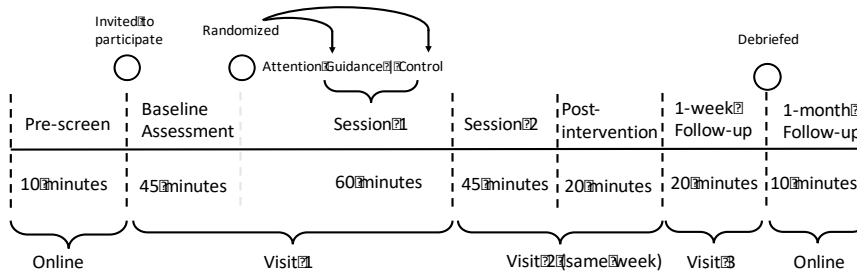 Invited to
participate
Randomized
Debriefed
Attention Guidance | Control
Pre-screen
Baseline
Assessment
Session 1
Session 2
Post-
intervention
1-week
Follow-up
1-month
Follow-up
10 minutes
45 minutes
60 minutes
45 minutes
20 minutes
20 minutes
10 minutes
Online
Visit 1
Visit 2 (same week)
Visit 3
Online